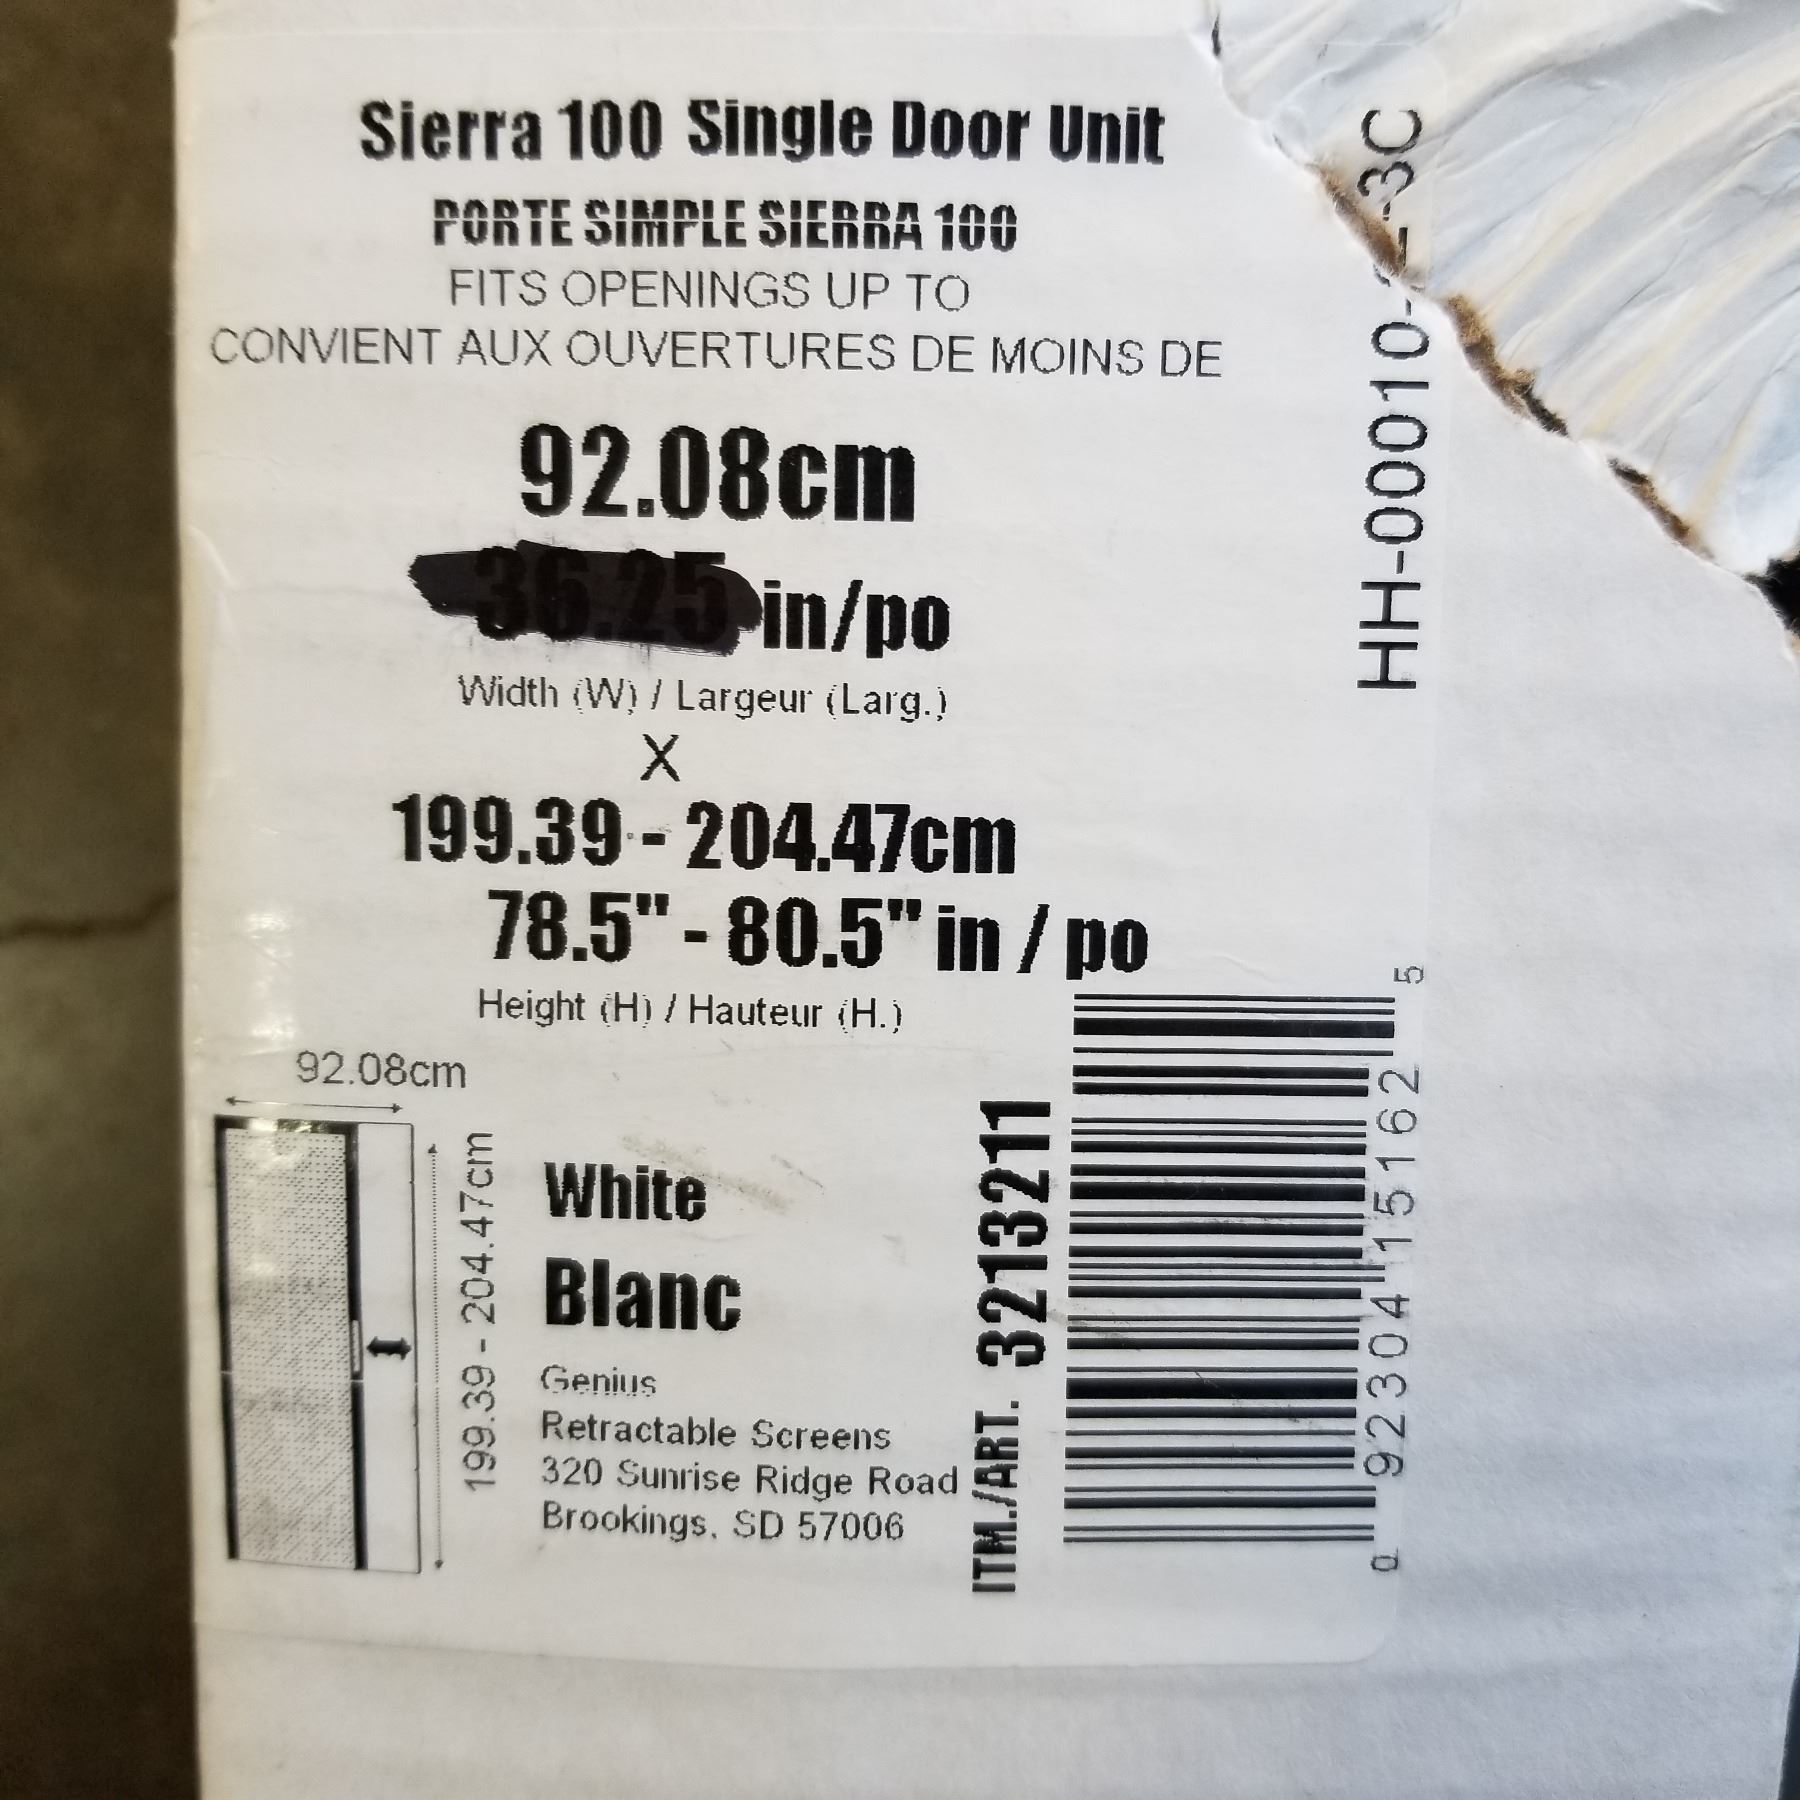 Sierra 100 Single Door Unit
PORTE SIMPLE SIERRA 100
FITS OPENINGS UP TO
CONVIENT AUX OUVERTURES DE MOINS DE
92.08cm
36.25 in/po
Width (W) / Largeur (Larg.)
X
199.39 - 204.47cm
78.5" - 80.5" in / po
Height (H) / Hauteur (H.)
92.08cm
199.39 - 204.47cm
White
Blanc
Genius
Retractable Screens
320 Sunrise Ridge Road
Brookings, SD 57006
ITM./ART. 3213211
0 92304 15162 5